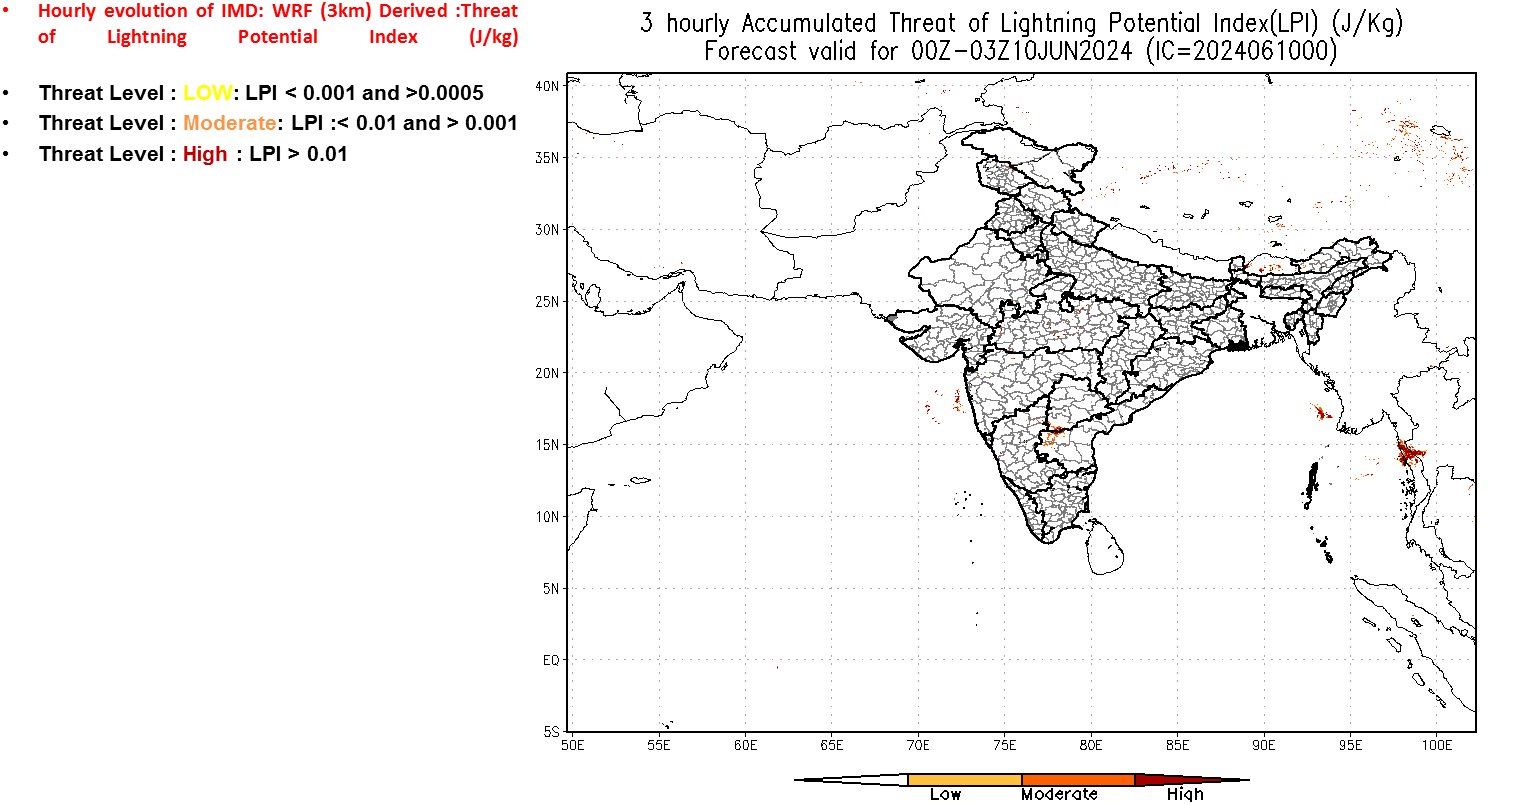 • Hourly evolution of IMD: WRF (3km) Derived :Threat
of Lightning Potential Index (J/kg)
• Threat Level : LOW: LPI < 0.001 and >0.0005
• Threat Level : Moderate: LPI :< 0.01 and > 0.001
• Threat Level : High : LPI > 0.01
3 hourly Accumulated Threat of Lightning Potential Index(LPI) (J/Kg)
Forecast valid for 00Z-03Z10JUN2024 (IC=2024061000)
40N
35N
30N
25N
20N
15N
10N
5N
EQ
5S
50E 55E 60E 65E 70E 75E 80E 85E 90E 95E 100E
Low Moderate High